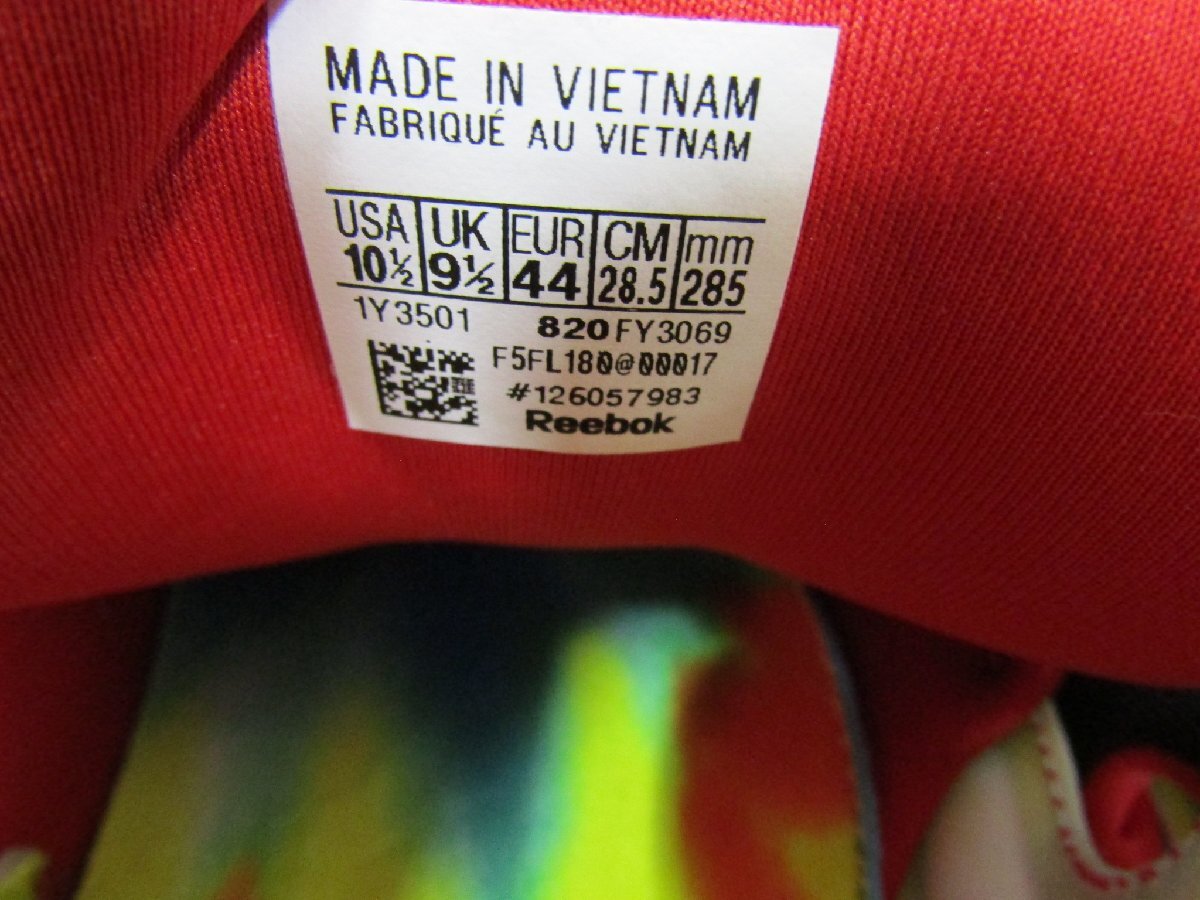 MADE IN VIETNAM
FABRIQUÉ AU VIETNAM
USA UK EUR CM mm
10½ 9½ 44 28.5 285
1Y3501 820 FY3069
F5FL180@00017
#126057983
Reebok